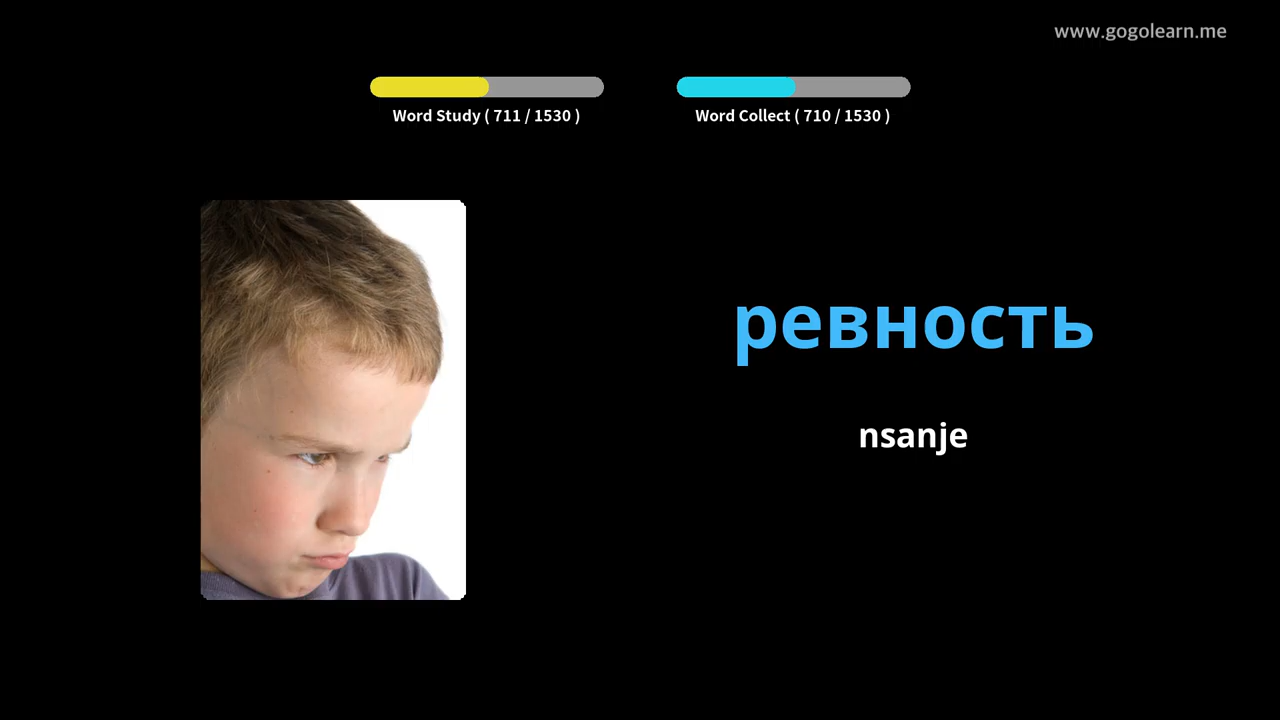 www.gogolearn.me
Word Study ( 711 / 1530 )
Word Collect ( 710 / 1530 )
ревность
nsanje